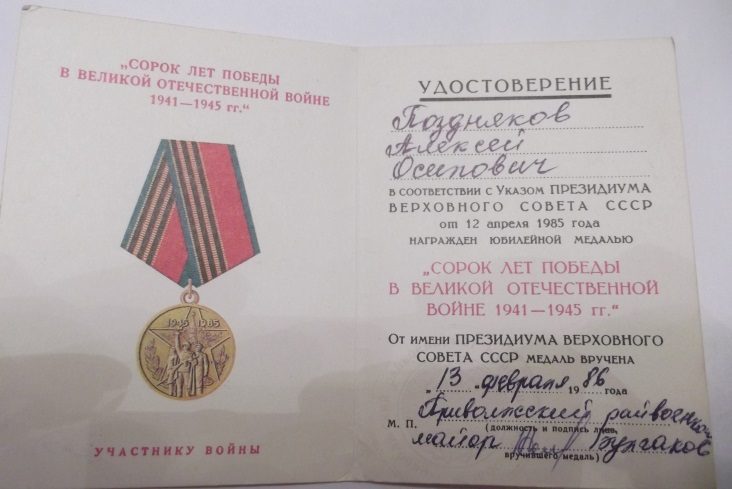 „СОРОК ЛЕТ ПОБЕДЫ
В ВЕЛИКОЙ ОТЕЧЕСТВЕННОЙ ВОЙНЕ
1941—1945 гг.“
1945 1985
УЧАСТНИКУ ВОЙНЫ
УДОСТОВЕРЕНИЕ
Поздняков
Алексей
Осипович
В СООТВЕТСТВИИ С УКАЗОМ ПРЕЗИДИУМА
ВЕРХОВНОГО СОВЕТА СССР
от 12 апреля 1985 года
НАГРАЖДЕН ЮБИЛЕЙНОЙ МЕДАЛЬЮ
„СОРОК ЛЕТ ПОБЕДЫ
В ВЕЛИКОЙ ОТЕЧЕСТВЕННОЙ
ВОЙНЕ 1941—1945 гг.“
От имени ПРЕЗИДИУМА ВЕРХОВНОГО
СОВЕТА СССР МЕДАЛЬ ВРУЧЕНА
„13 „ февраля 1986 года
Приволжский райвоенком
М. П. (должность и подпись лица,
майор Булгаков
вручившего медаль)